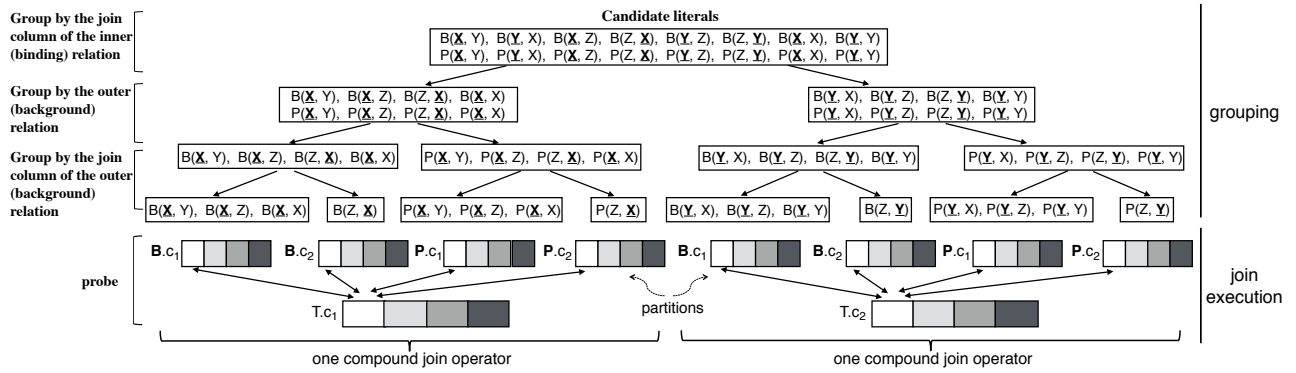 Group by the join
column of the inner
(binding) relation
Candidate literals
B(X, Y), B(Y, X), B(X, Z), B(Z, X), B(Y, Z), B(Z, Y), B(X, X), B(Y, Y)
P(X, Y), P(Y, X), P(X, Z), P(Z, X), P(Y, Z), P(Z, Y), P(X, X), P(Y, Y)
Group by the outer
(background)
relation
B(X, Y), B(X, Z), B(Z, X), B(X, X)
P(X, Y), P(X, Z), P(Z, X), P(X, X)
B(Y, X), B(Y, Z), B(Z, Y), B(Y, Y)
P(Y, X), P(Y, Z), P(Z, Y), P(Y, Y)
grouping
Group by the join
column of the outer
(background)
relation
B(X, Y), B(X, Z), B(Z, X), B(X, X)
P(X, Y), P(X, Z), P(Z, X), P(X, X)
B(Y, X), B(Y, Z), B(Z, Y), B(Y, Y)
P(Y, X), P(Y, Z), P(Z, Y), P(Y, Y)
B(X, Y), B(X, Z), B(X, X)
B(Z, X)
P(X, Y), P(X, Z), P(X, X)
P(Z, X)
B(Y, X), B(Y, Z), B(Y, Y)
B(Z, Y)
P(Y, X), P(Y, Z), P(Y, Y)
P(Z, Y)
probe
B.c1
B.c2
P.c1
P.c2
B.c1
B.c2
P.c1
P.c2
T.c1
partitions
T.c2
join
execution
one compound join operator
one compound join operator